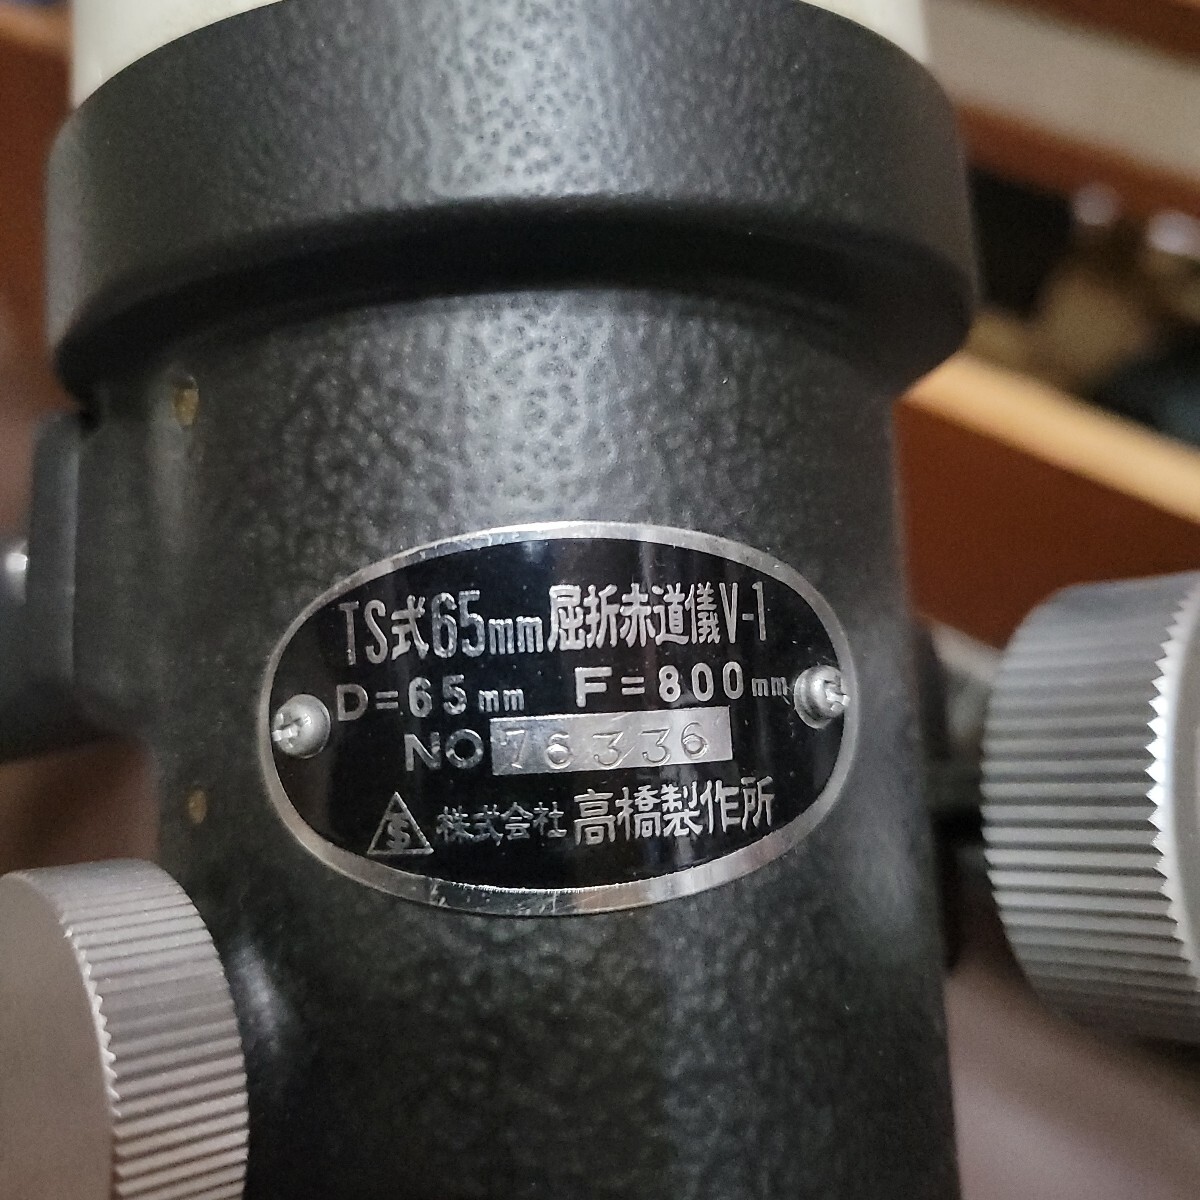 TS式65mm屈折赤道儀V-1
D=65mm F=800mm
NO 76336
TS 株式会社 高橋製作所